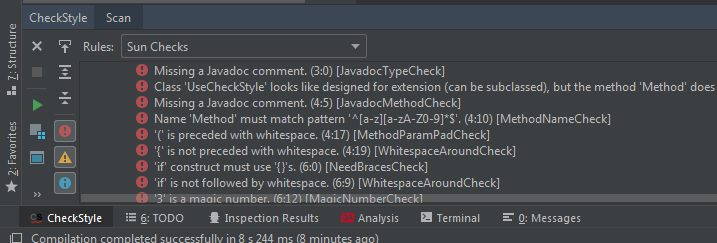 CheckStyle Scan
Rules: Sun Checks
Missing a Javadoc comment. (3:0) [JavadocTypeCheck]
Class 'UseCheckStyle' looks like designed for extension (can be subclassed), but the method 'Method' does
Missing a Javadoc comment. (4:5) [JavadocMethodCheck]
Name 'Method' must match pattern '^[a-z][a-zA-Z0-9]*$'. (4:10) [MethodNameCheck]
'(' is preceded with whitespace. (4:17) [MethodParamPadCheck]
'{' is not preceded with whitespace. (4:19) [WhitespaceAroundCheck]
'if' construct must use '{}'s. (6:0) [NeedBracesCheck]
'if' is not followed by whitespace. (6:9) [WhitespaceAroundCheck]
'3' is a magic number. (6:12) [MagicNumberCheck]
Z: Structure
2: Favorites
CS CheckStyle 6: TODO Inspection Results Analysis Terminal 0: Messages
Compilation completed successfully in 8 s 244 ms (8 minutes ago)